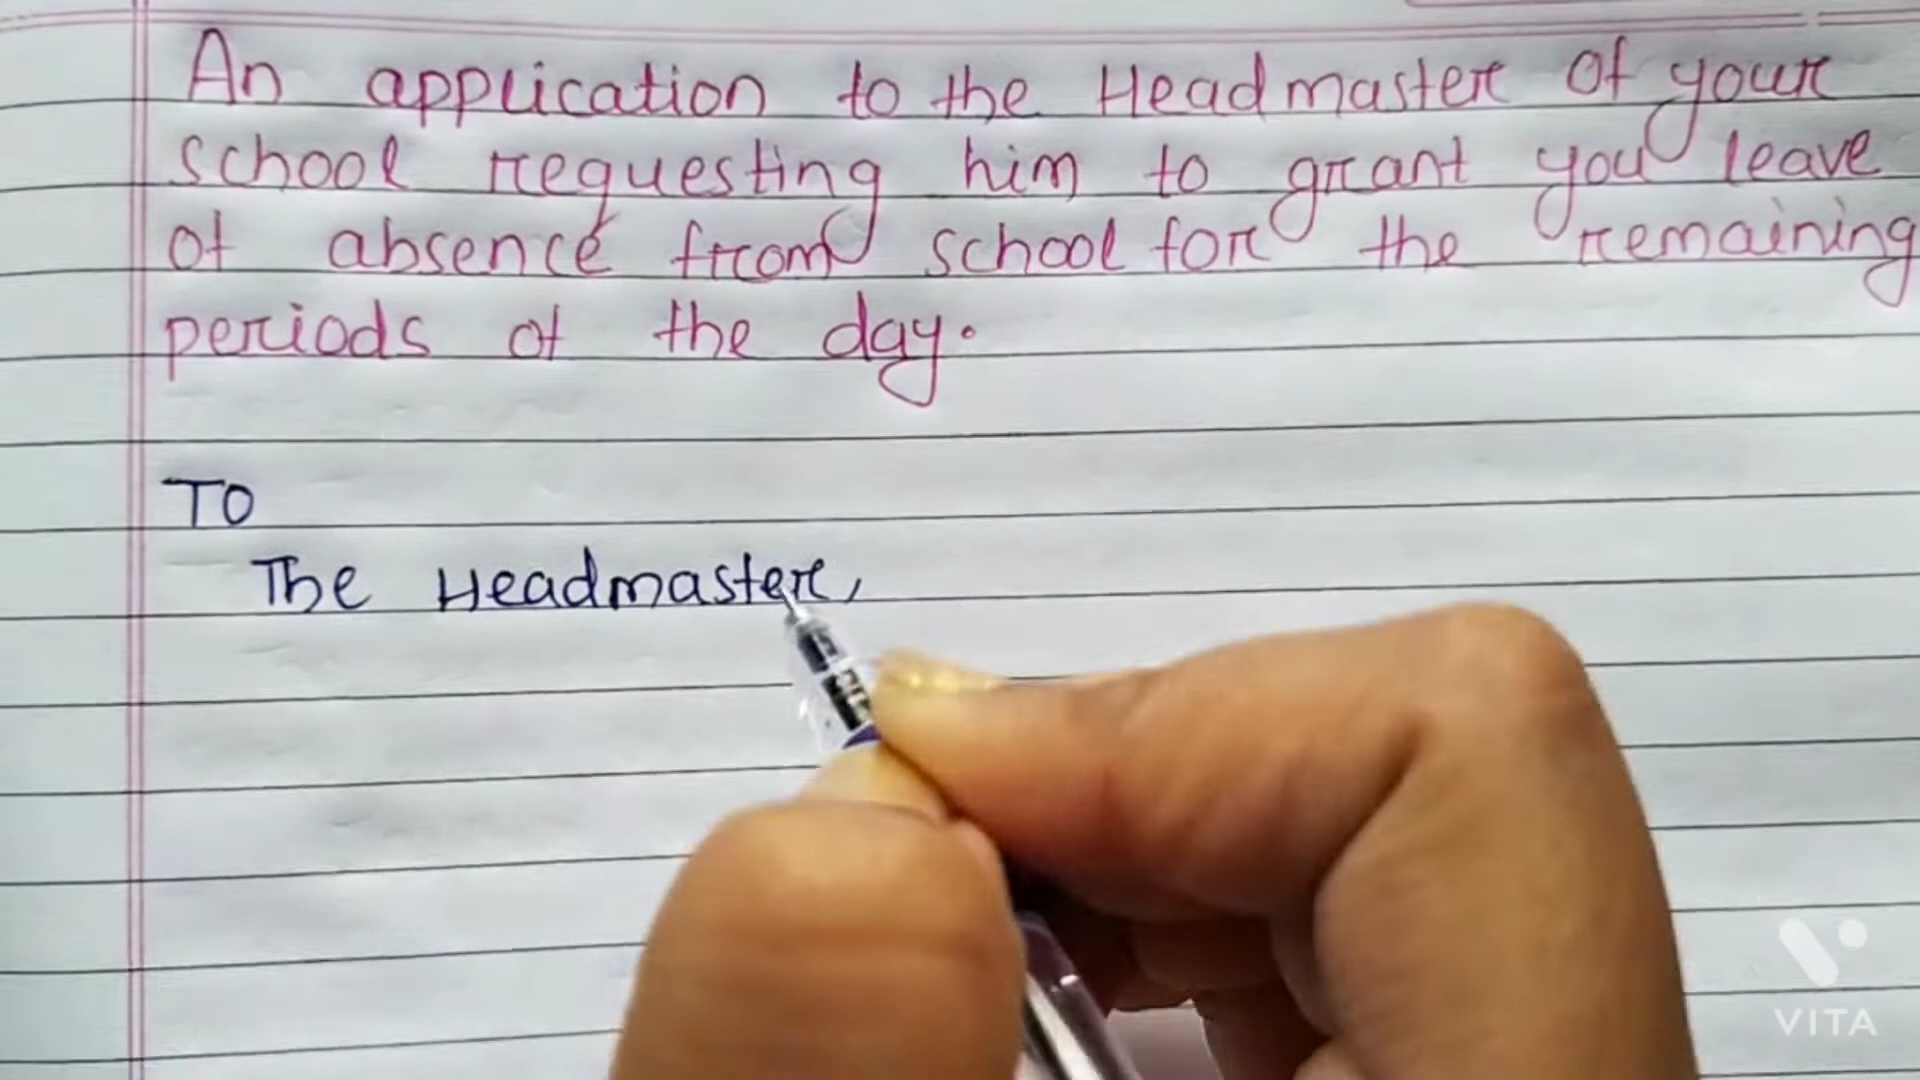 An application to the Headmaster of your
school requesting him to grant you leave
of absence from school for the remaining
periods of the day.
TO
The Headmaster,
VITA